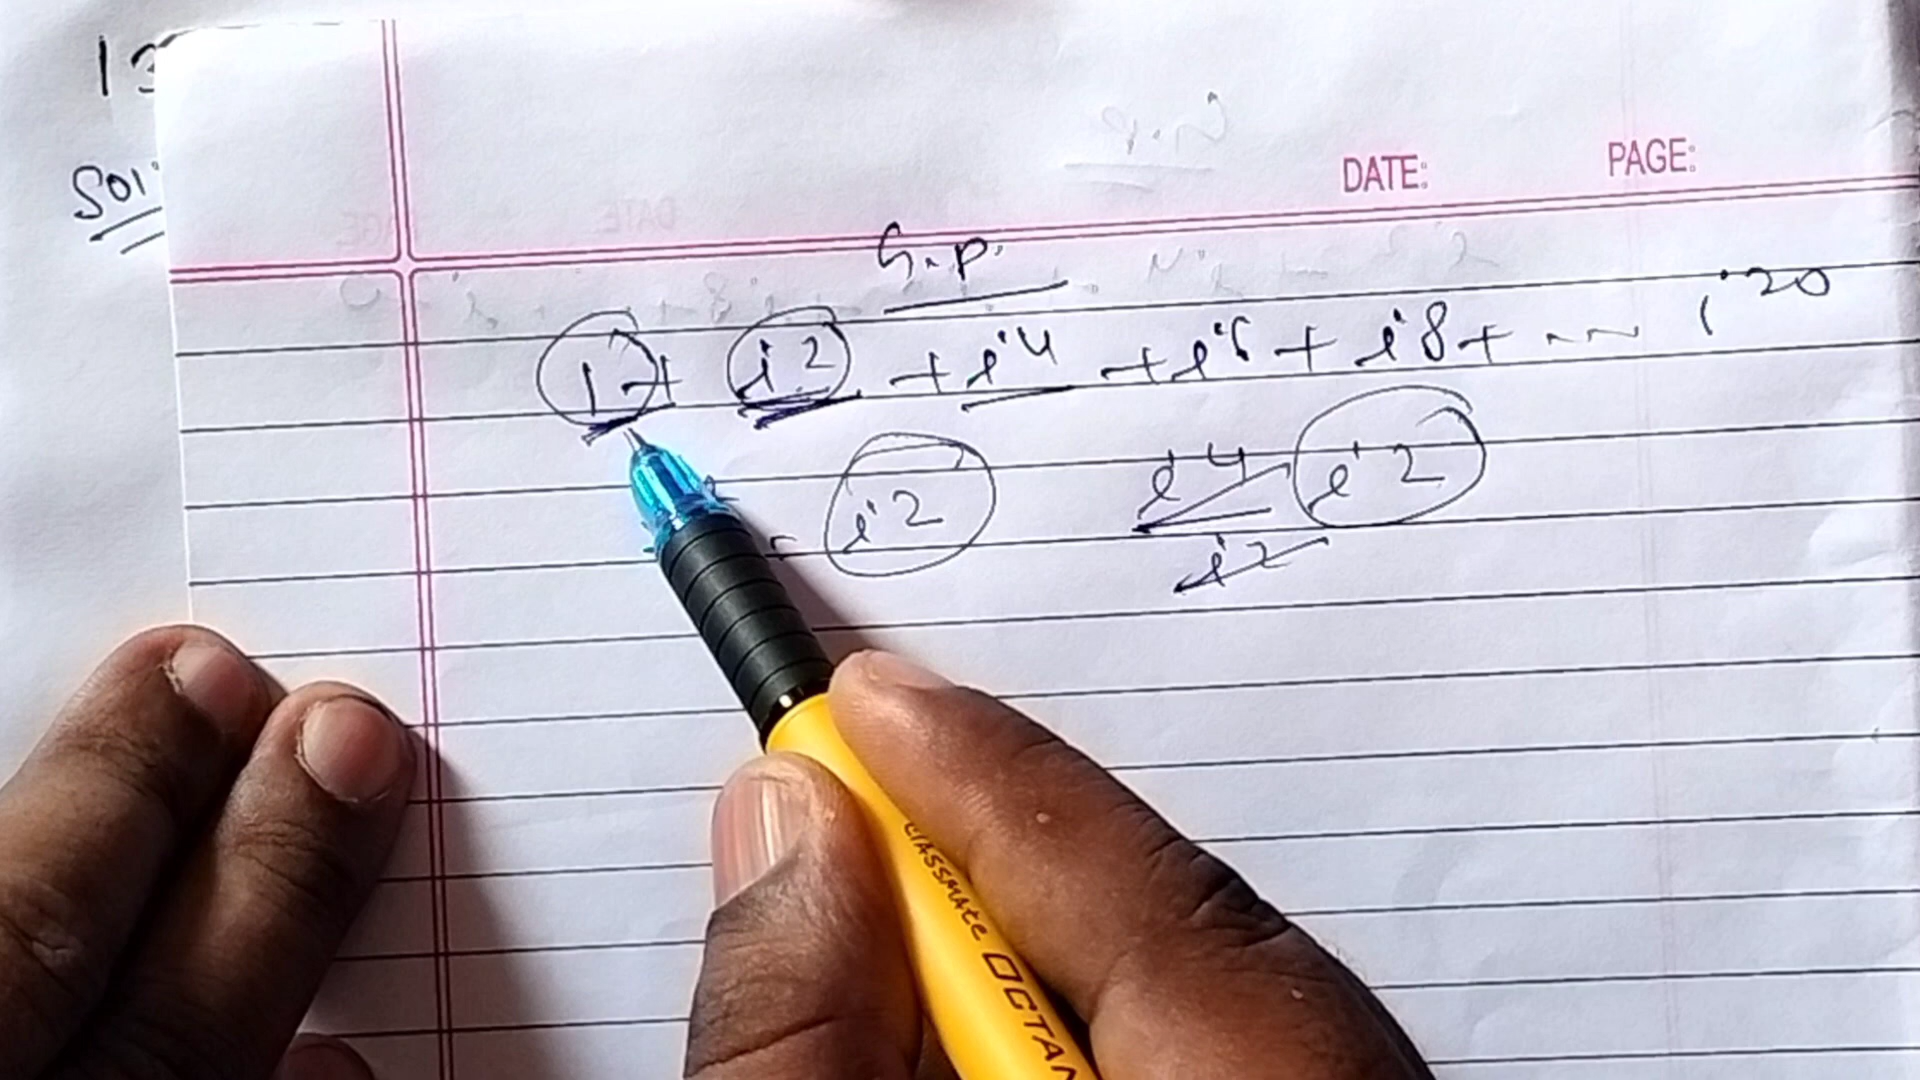 13
Sol
DATE: PAGE:
G.P.
1 + i2 + i4 + i6 + i8 + --- i20
i2 i4 i2
i2
classmate OCTAN